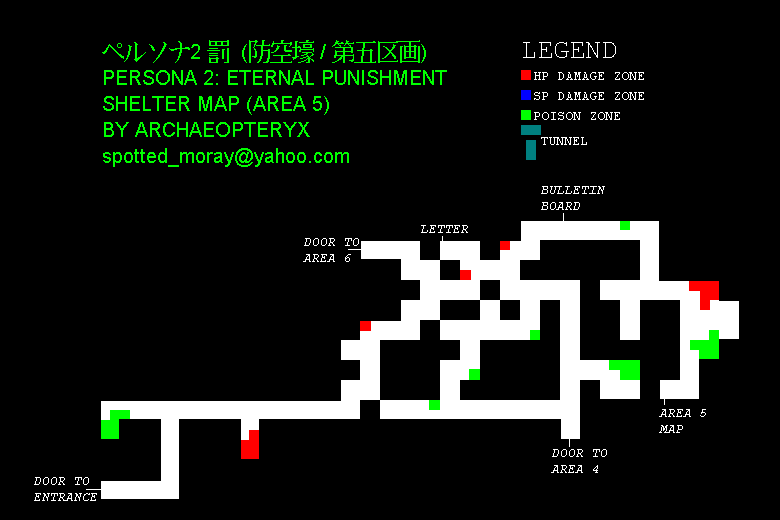 ペルソナ2 罰 (防空壕 / 第五区画)
PERSONA 2: ETERNAL PUNISHMENT
SHELTER MAP (AREA 5)
BY ARCHAEOPTERYX
spotted_moray@yahoo.com
LEGEND
HP DAMAGE ZONE
SP DAMAGE ZONE
POISON ZONE
TUNNEL
BULLETIN
BOARD
LETTER
DOOR TO
AREA 6
AREA 5
MAP
DOOR TO
AREA 4
DOOR TO
ENTRANCE